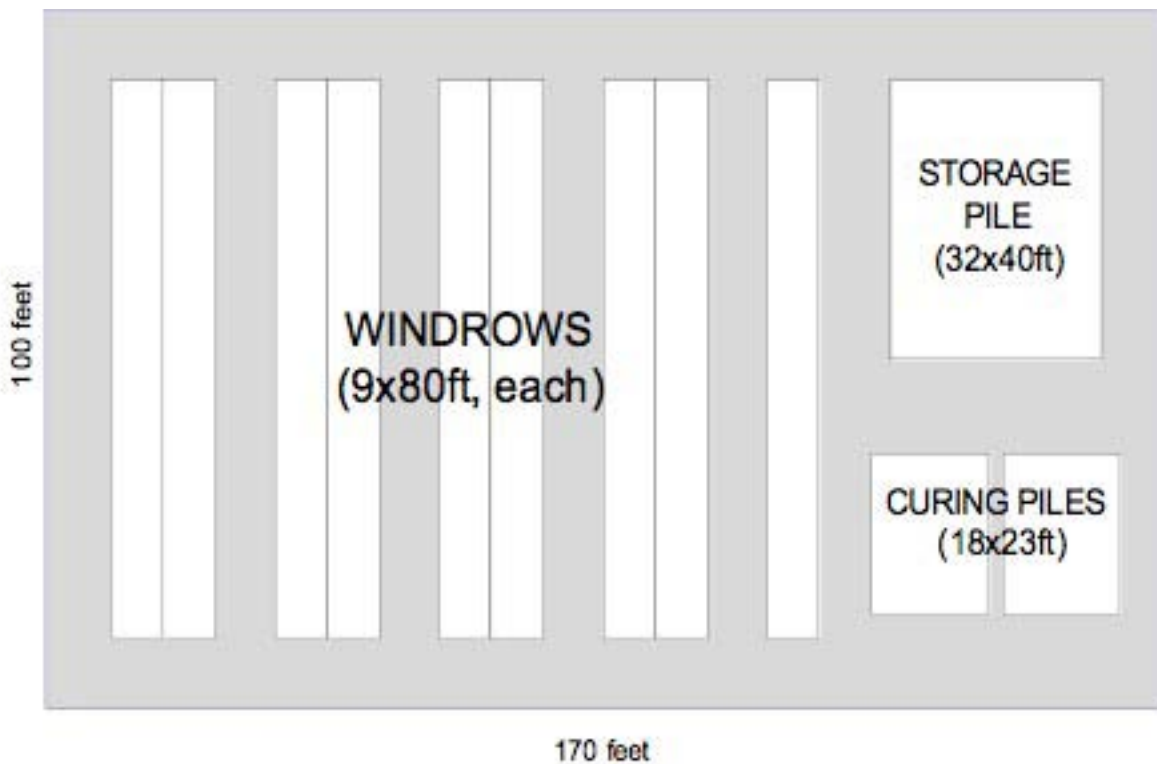 STORAGE
PILE
(32x40ft)
WINDROWS
(9x80ft, each)
100 feet
CURING PILES
(18x23ft)
170 feet